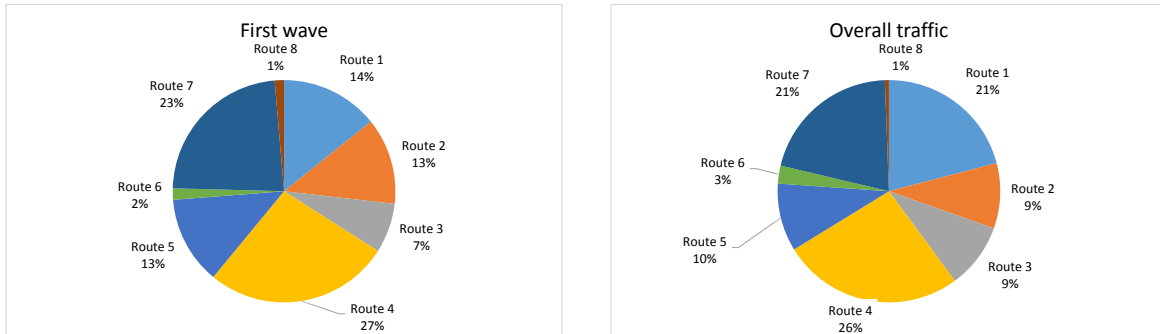 First wave
Route 8
1%
Route 1
14%
Route 2
13%
Route 3
7%
Route 4
27%
Route 5
13%
Route 6
2%
Route 7
23%
Overall traffic
Route 8
1%
Route 1
21%
Route 2
9%
Route 3
9%
Route 4
26%
Route 5
10%
Route 6
3%
Route 7
21%